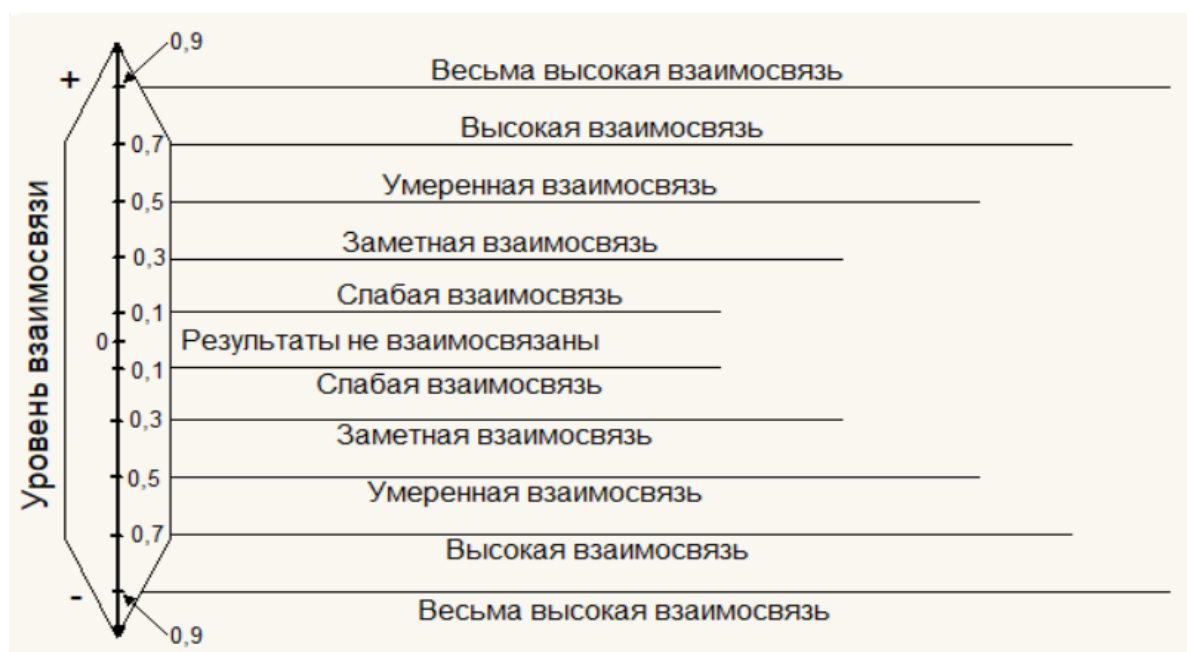 0,9
+
Весьма высокая взаимосвязь
Высокая взаимосвязь
0,7
Умеренная взаимосвязь
0,5
Заметная взаимосвязь
0,3
Слабая взаимосвязь
0,1
0 Результаты не взаимосвязаны
0,1
Слабая взаимосвязь
0,3
Заметная взаимосвязь
0,5
Умеренная взаимосвязь
0,7
Высокая взаимосвязь
-
Весьма высокая взаимосвязь
0,9
Уровень взаимосвязи